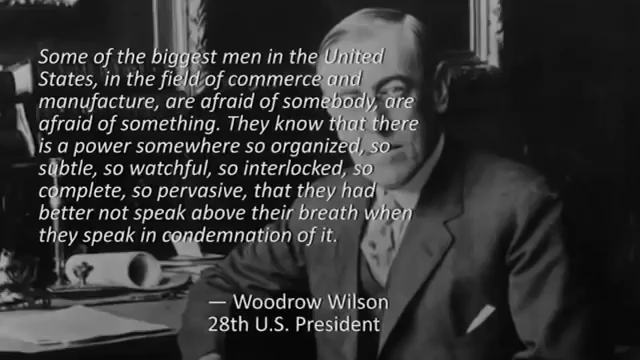 Some of the biggest men in the United
States, in the field of commerce and
manufacture, are afraid of somebody, are
afraid of something. They know that there
is a power somewhere so organized, so
subtle, so watchful, so interlocked, so
complete, so pervasive, that they had
better not speak above their breath when
they speak in condemnation of it.
— Woodrow Wilson
28th U.S. President